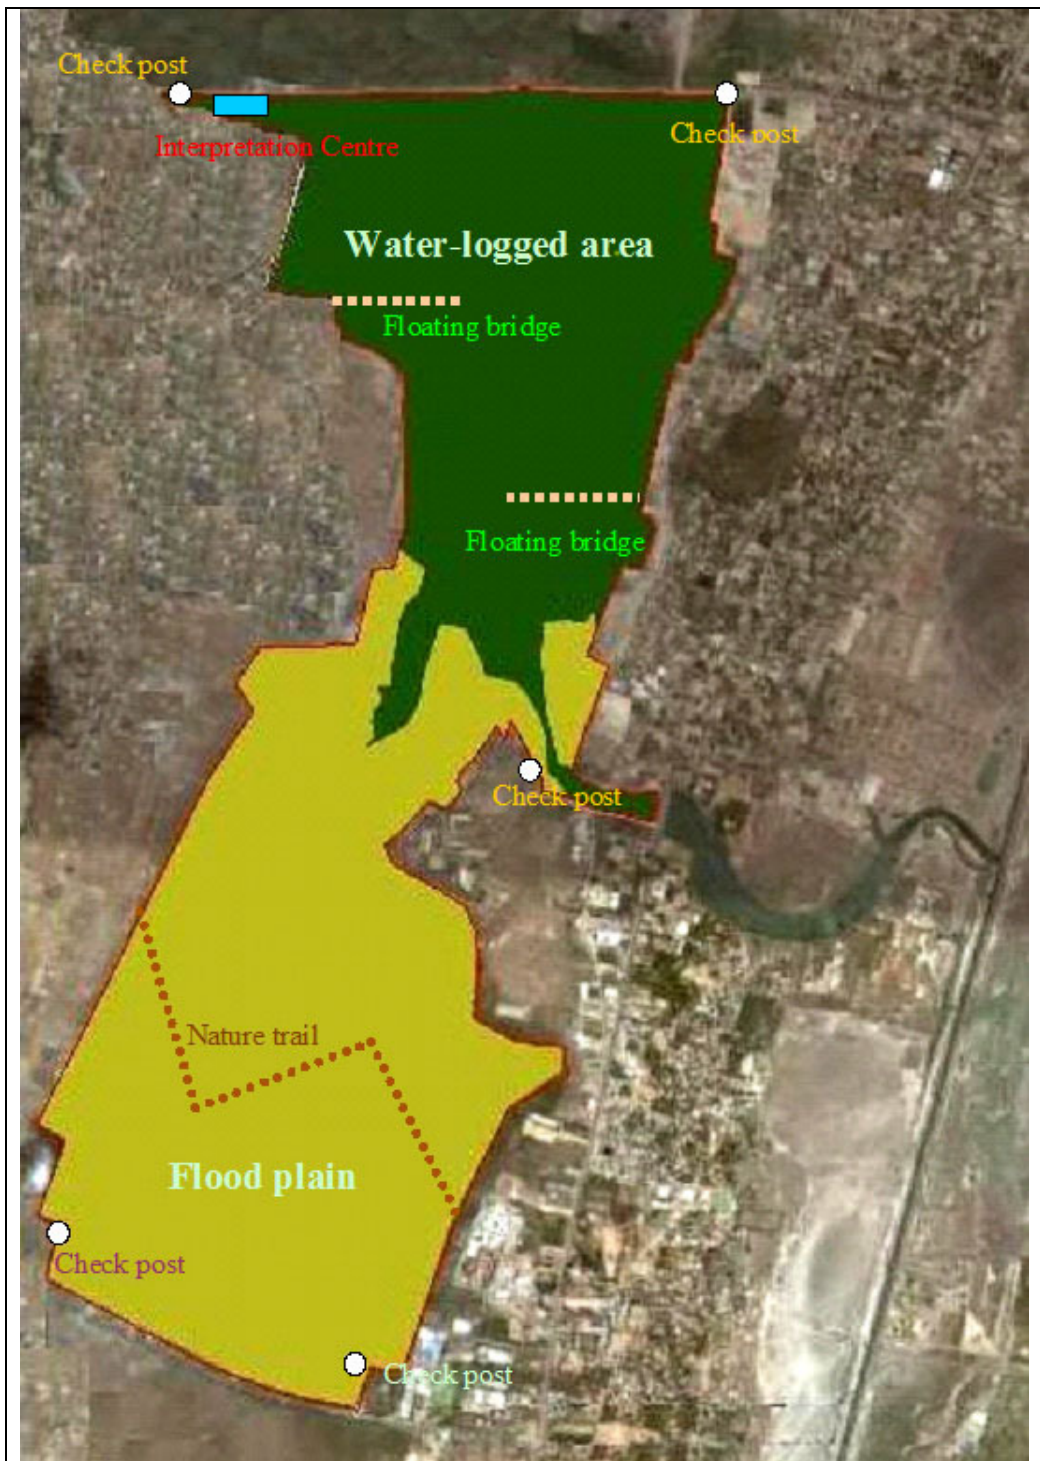 Check post
Check post
Interpretation Centre
Water-logged area
Floating bridge
Floating bridge
Check post
Nature trail
Flood plain
Check post
Check post